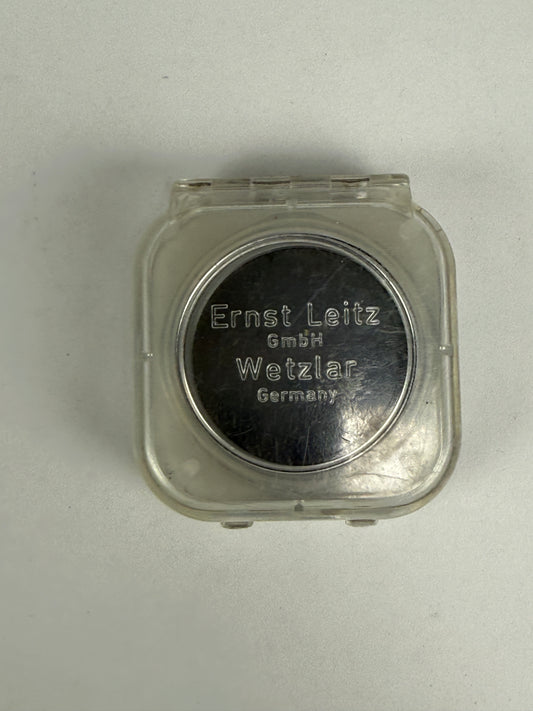 Ernst Leitz
GmbH
Wetzlar
Germany